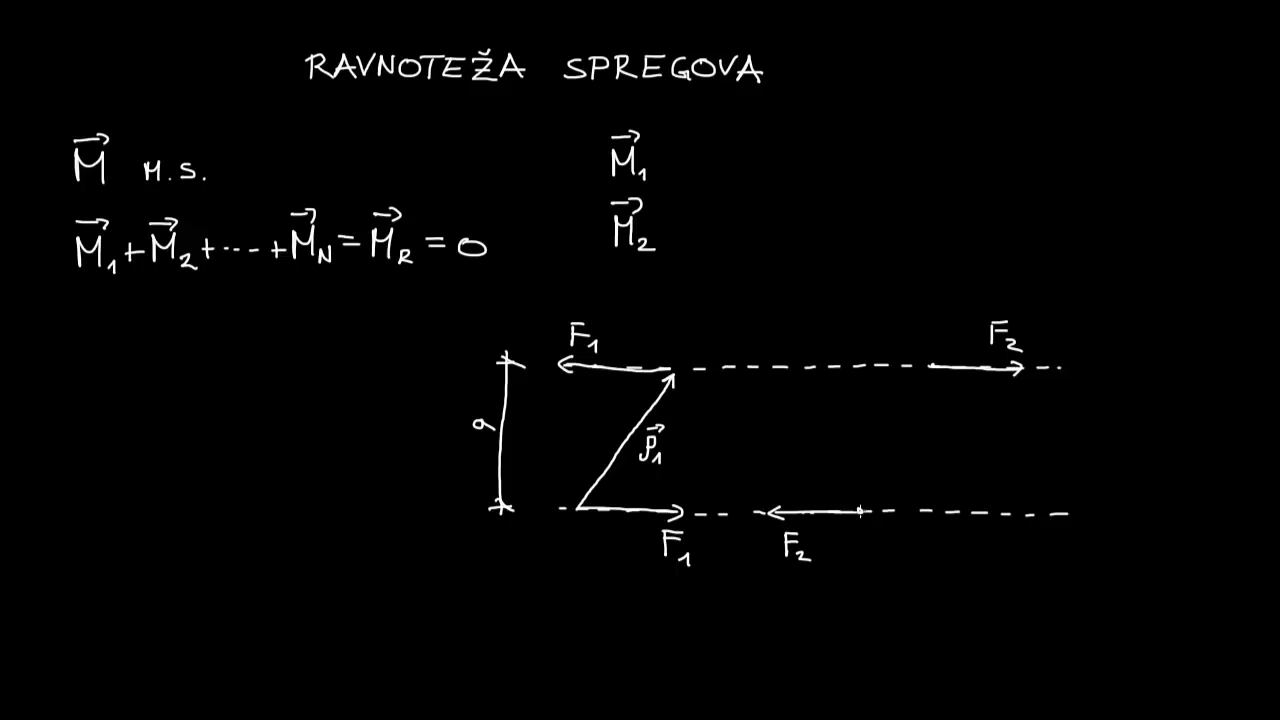 RAVNOTEŽA SPREGOVA
M⃗ M.S.
M⃗₁+M⃗₂+----+M⃗N=M⃗R=0
M⃗₁
M⃗₂
F₁
F₂
a
ρ⃗₁
F₁
F₂